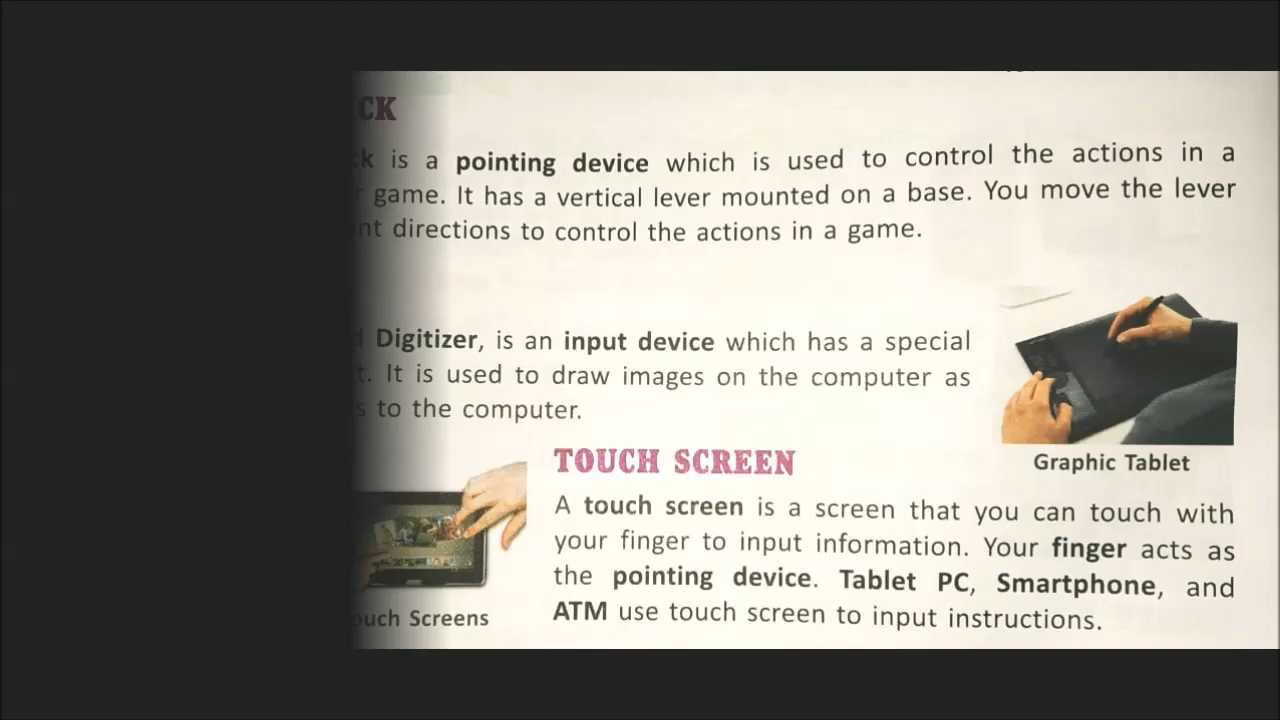 CK
k is a pointing device which is used to control the actions in a
game. It has a vertical lever mounted on a base. You move the lever
nt directions to control the actions in a game.
Digitizer, is an input device which has a special
t. It is used to draw images on the computer as
s to the computer.
Graphic Tablet
TOUCH SCREEN
A touch screen is a screen that you can touch with
your finger to input information. Your finger acts as
the pointing device. Tablet PC, Smartphone, and
ATM use touch screen to input instructions.
ouch Screens